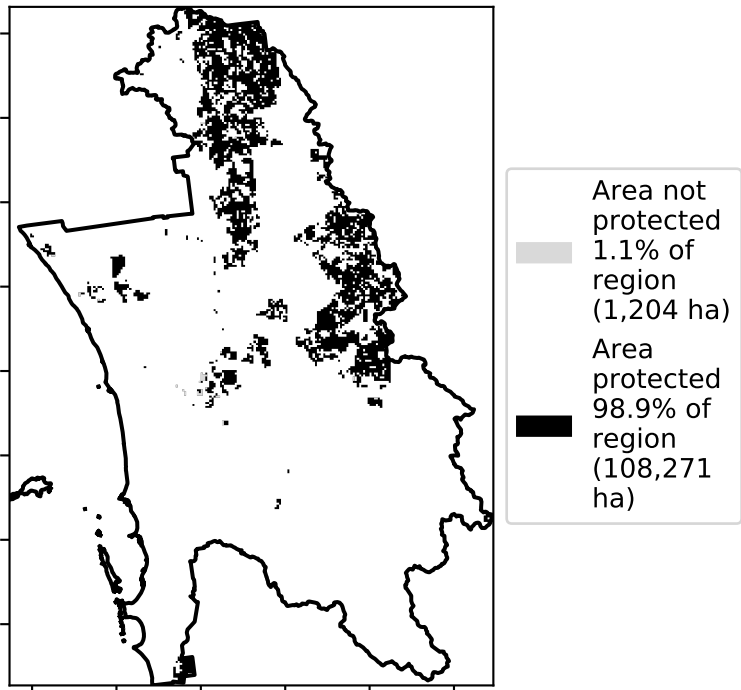 Area not
protected
1.1% of
region
(1,204 ha)
Area
protected
98.9% of
region
(108,271
ha)